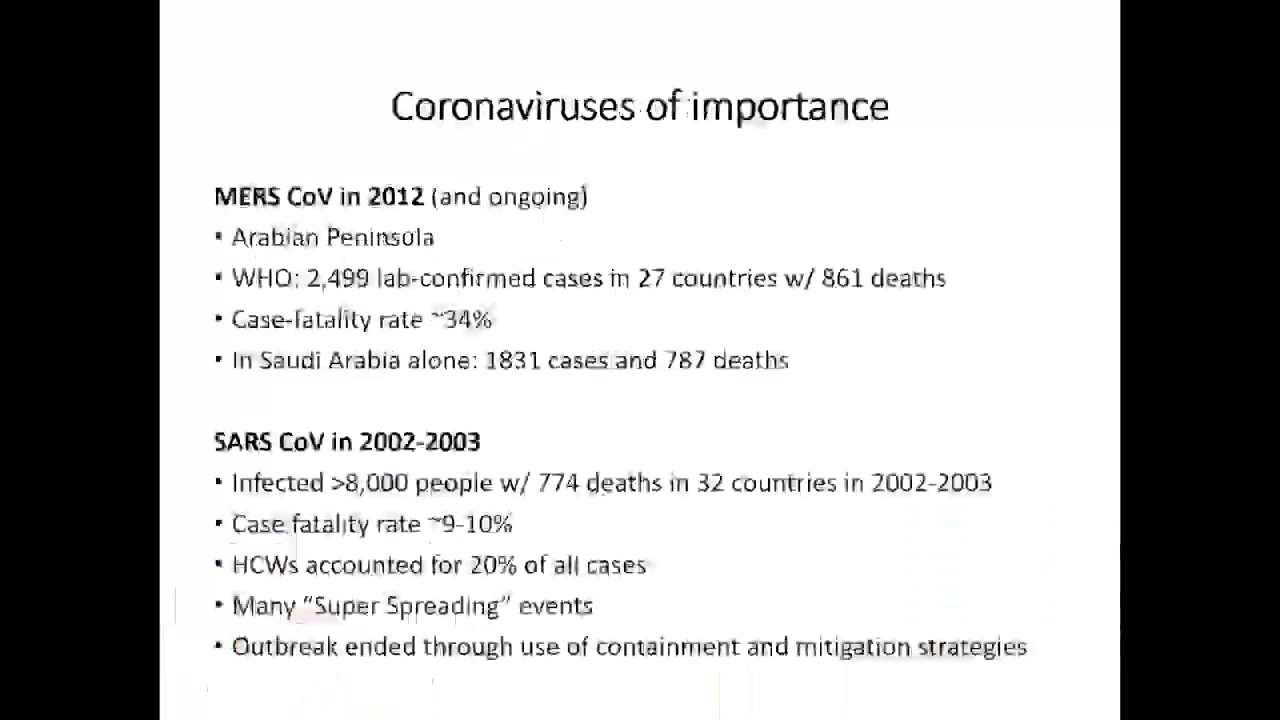 Coronaviruses of importance
MERS CoV in 2012 (and ongoing)
▪ Arabian Peninsola
▪ WHO: 2,499 lab-confirmed cases in 27 countries w/ 861 deaths
▪ Case-fatality rate ~34%
▪ In Saudi Arabia alone: 1831 cases and 787 deaths
SARS CoV in 2002-2003
▪ Infected >8,000 people w/ 774 deaths in 32 countries in 2002-2003
▪ Case fatality rate ~9-10%
▪ HCWs accounted for 20% of all cases
▪ Many “Super Spreading” events
▪ Outbreak ended through use of containment and mitigation strategies